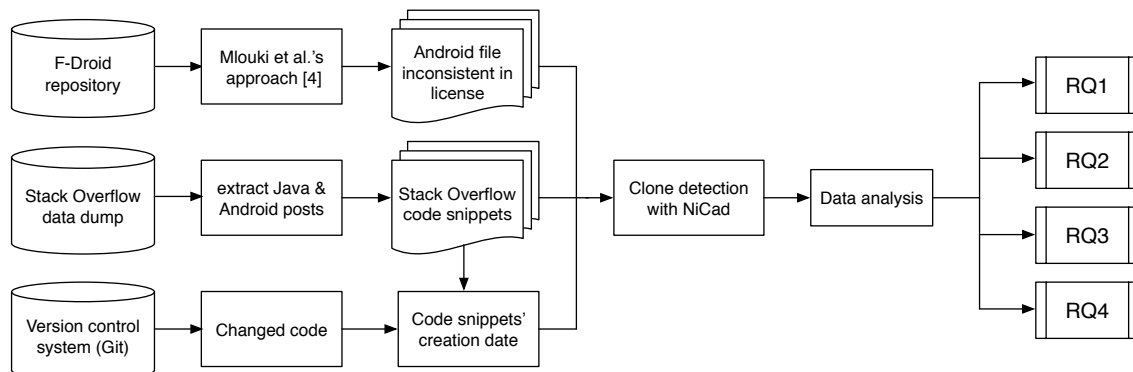 F-Droid
repository
Mlouki et al.'s
approach [4]
Android file
inconsistent in
license
RQ1
Stack Overflow
data dump
extract Java &
Android posts
Stack Overflow
code snippets
Clone detection
with NiCad
Data analysis
RQ2
RQ3
Version control
system (Git)
Changed code
Code snippets'
creation date
RQ4